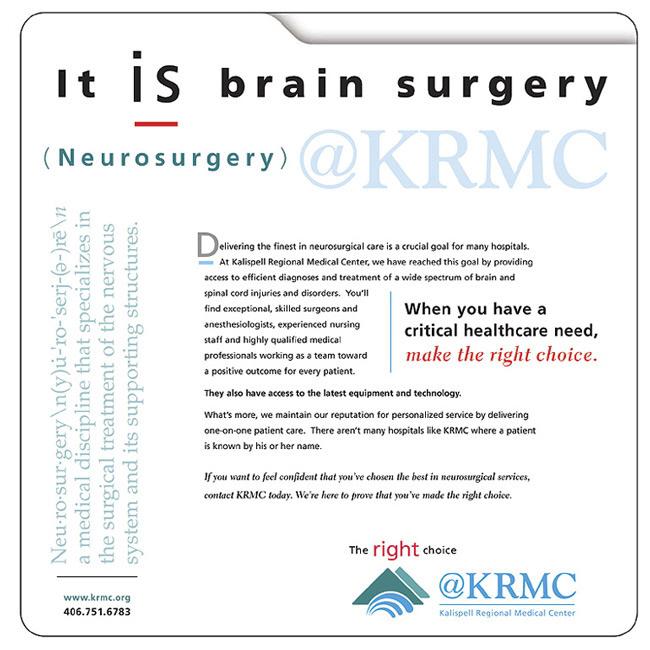 It is brain surgery
(Neurosurgery) @KRMC
Neu·ro·sur·gery \n(y)u̇-'ro-'serj-(ə-)rē\n
a medical discipline that specializes in
the surgical treatment of the nervous
system and its supporting structures.
Delivering the finest in neurosurgical care is a crucial goal for many hospitals.
At Kalispell Regional Medical Center, we have reached this goal by providing
access to efficient diagnoses and treatment of a wide spectrum of brain and
spinal cord injuries and disorders. You'll
find exceptional, skilled surgeons and
anesthesiologists, experienced nursing
staff and highly qualified medical
professionals working as a team toward
a positive outcome for every patient.
When you have a
critical healthcare need,
make the right choice.
They also have access to the latest equipment and technology.
What's more, we maintain our reputation for personalized service by delivering
one-on-one patient care. There aren't many hospitals like KRMC where a patient
is known by his or her name.
If you want to feel confident that you've chosen the best in neurosurgical services,
contact KRMC today. We're here to prove that you've made the right choice.
www.krmc.org
406.751.6783
The right choice
@KRMC
Kalispell Regional Medical Center